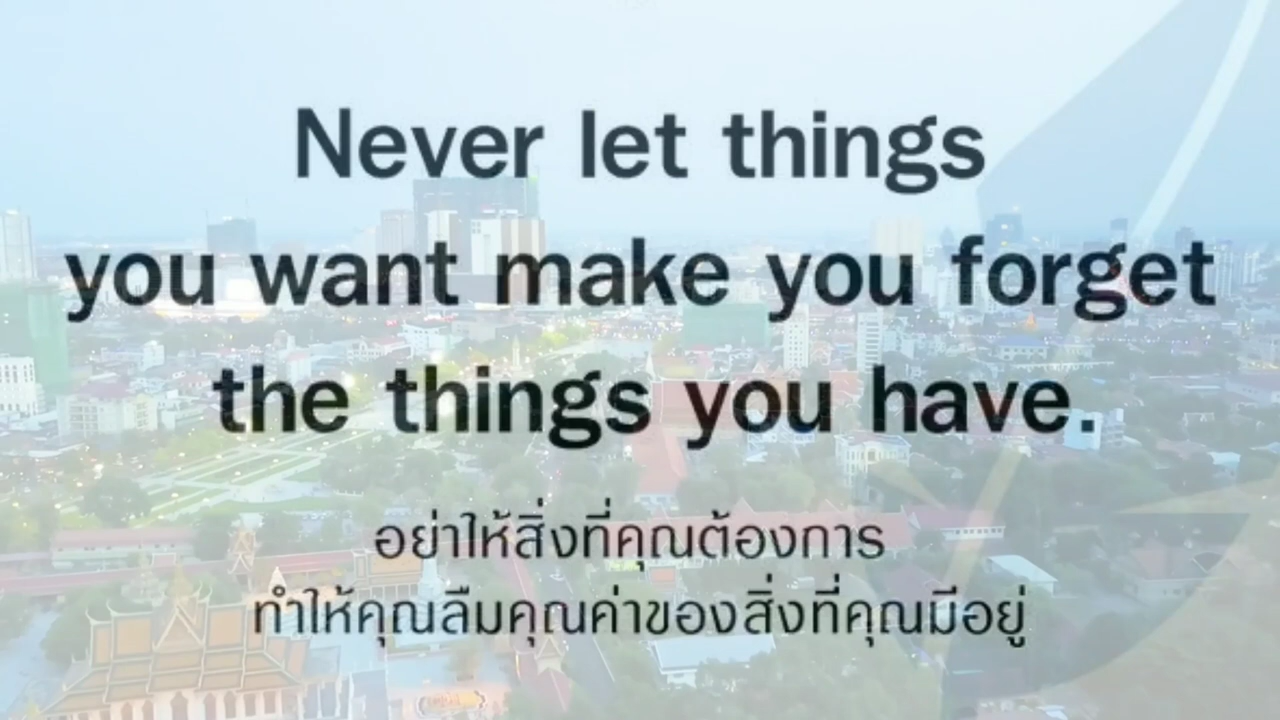 Never let things
you want make you forget
the things you have.
อย่าให้สิ่งที่คุณต้องการ
ทำให้คุณลืมคุณค่าของสิ่งที่คุณมีอยู่